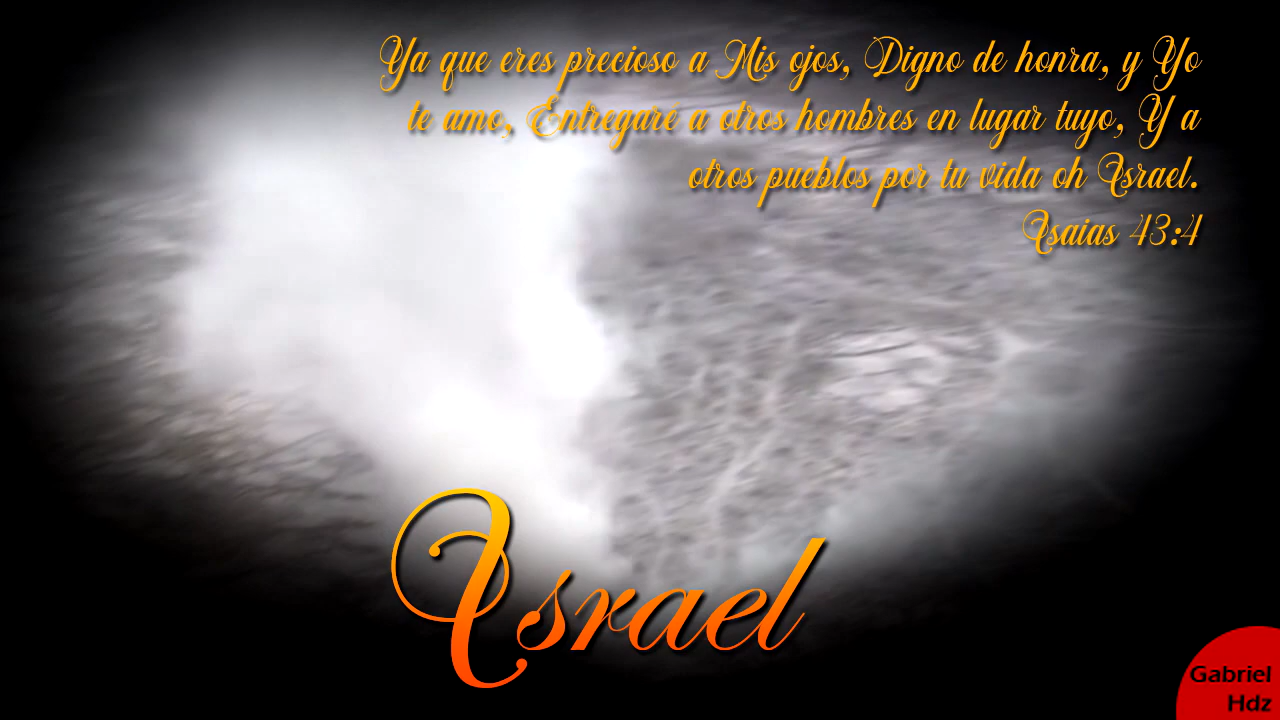 Ya que eres precioso a Mis ojos, Digno de honra, y Yo
te amo, Entregaré a otros hombres en lugar tuyo, Y a
otros pueblos por tu vida oh Israel.
Isaias 43:4
Israel
Gabriel
Hdz